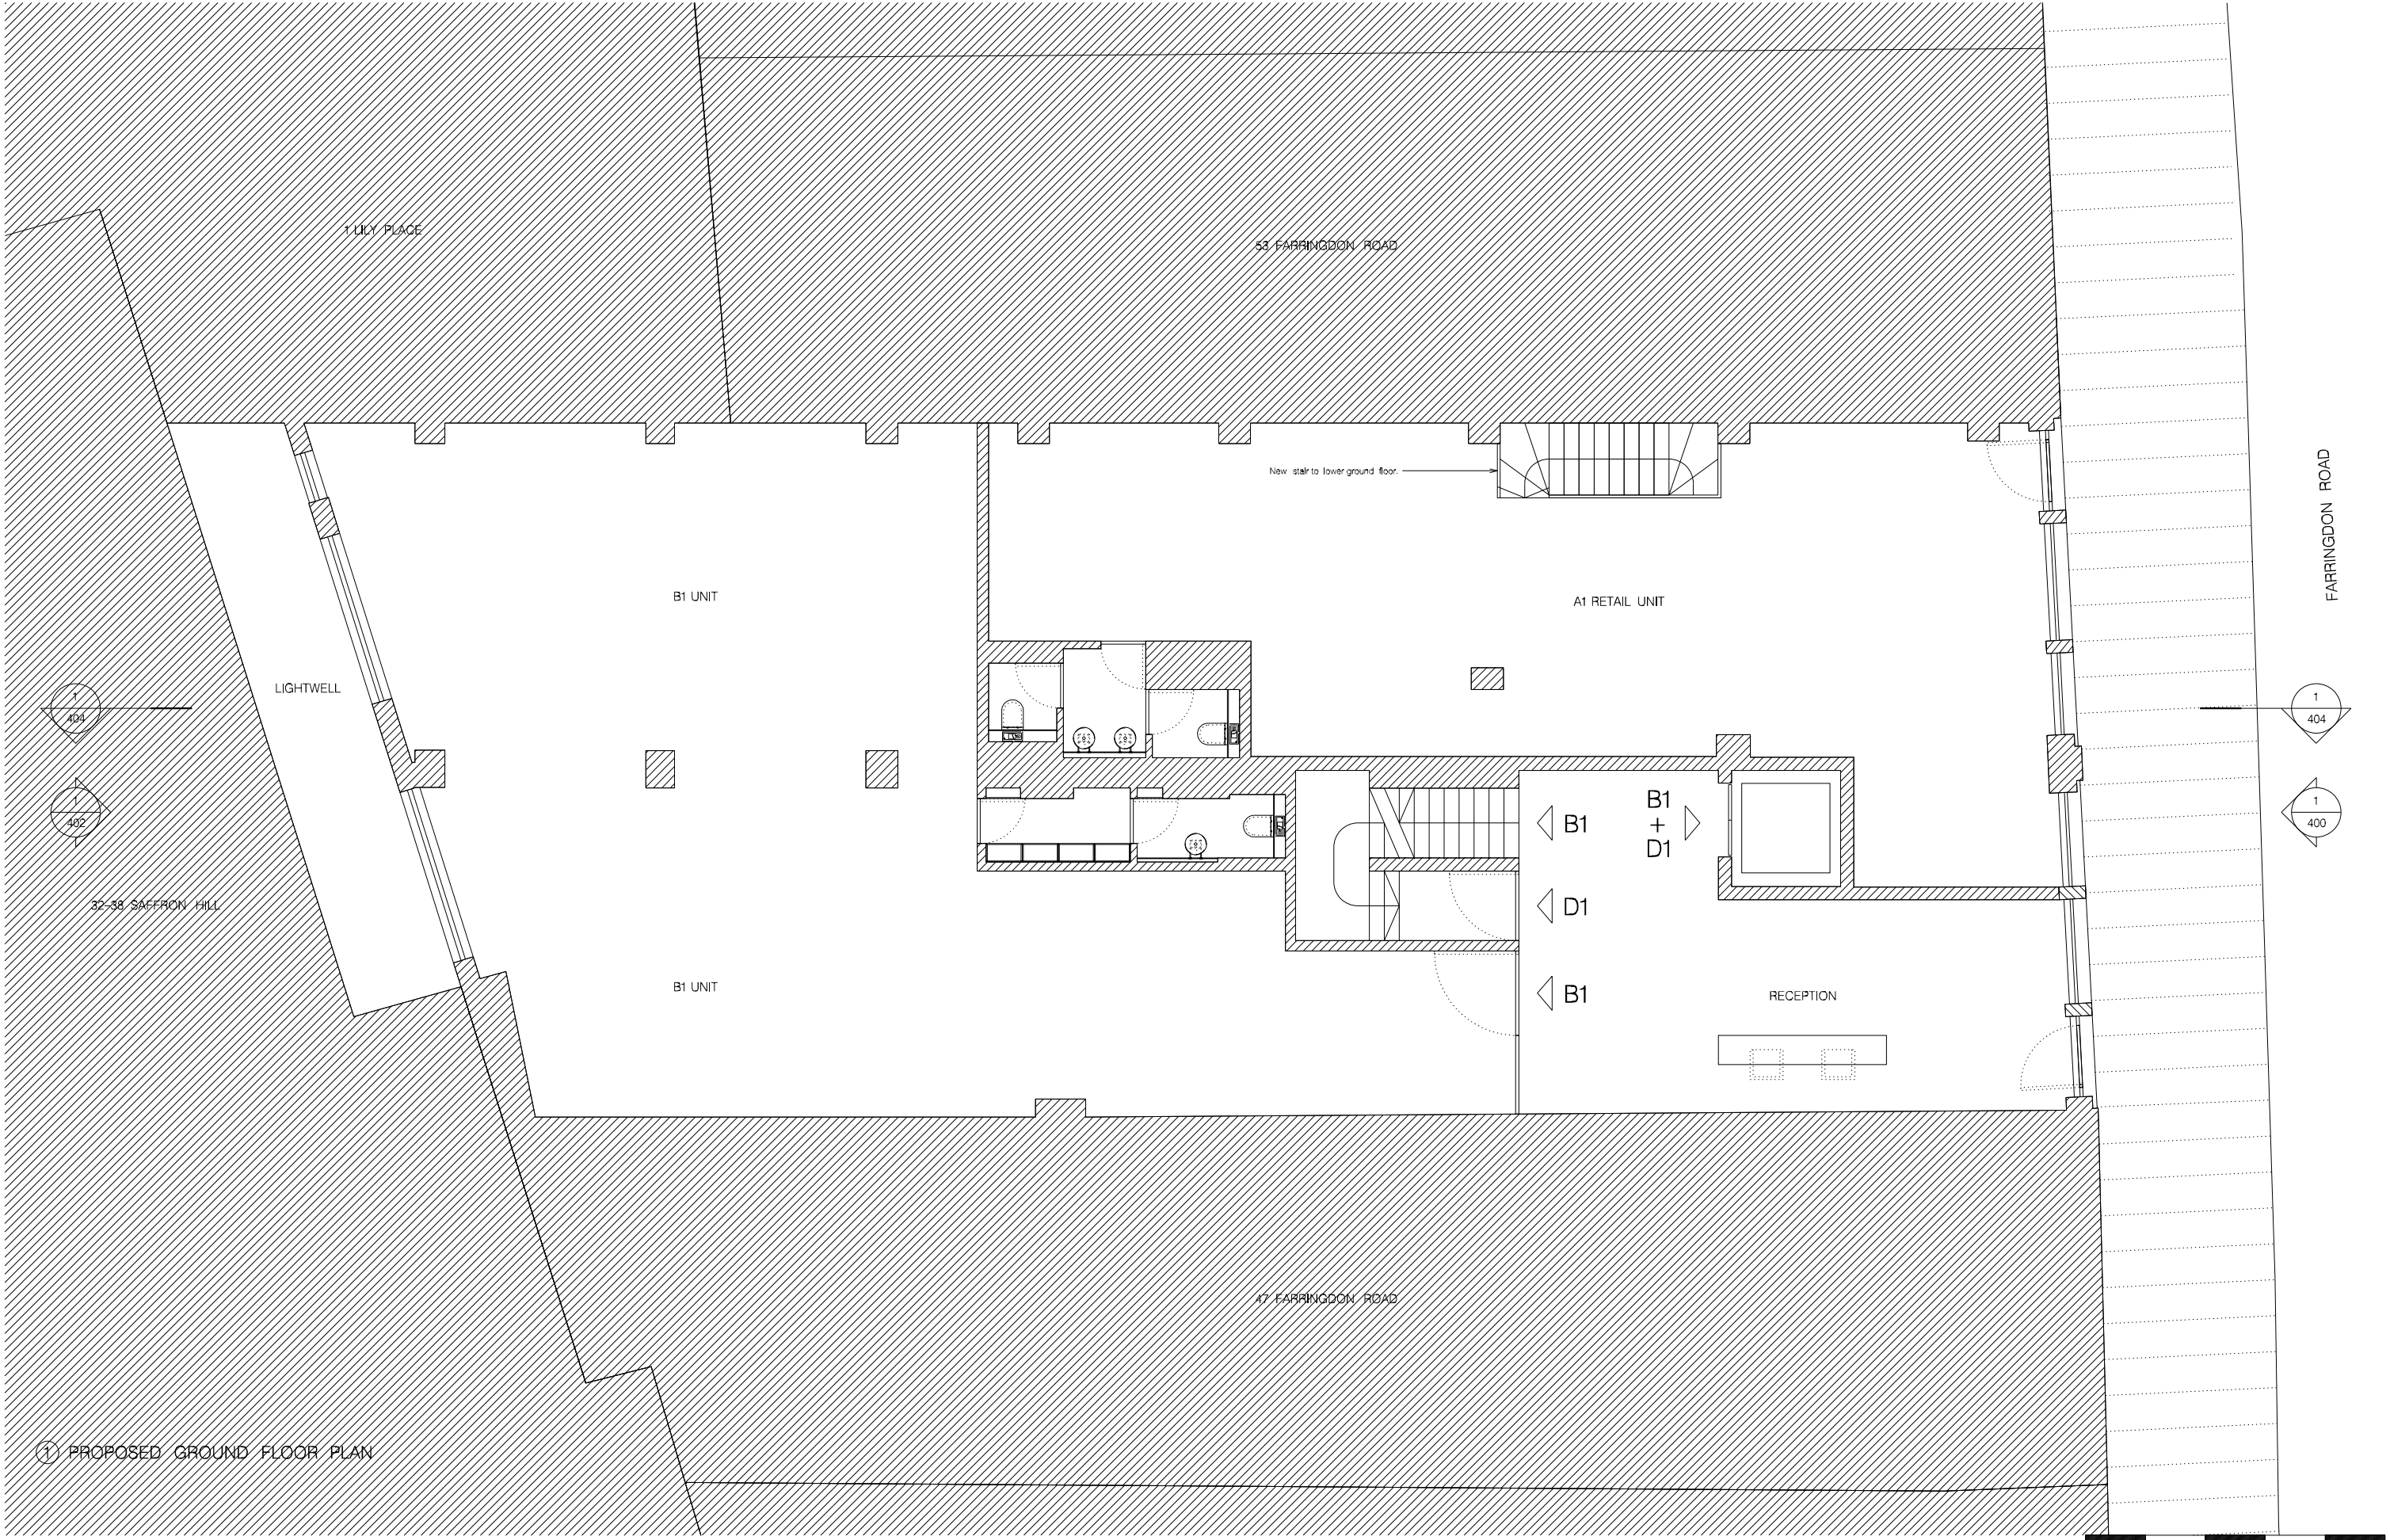 1 LILY PLACE
53 FARRINGDON ROAD
New stair to lower ground floor.
FARRINGDON ROAD
B1 UNIT
A1 RETAIL UNIT
LIGHTWELL
1
404
1
404
1
402
1
400
B1
B1
+
D1
32-38 SAFFRON HILL
D1
B1 UNIT
B1
RECEPTION
47 FARRINGDON ROAD
1 PROPOSED GROUND FLOOR PLAN